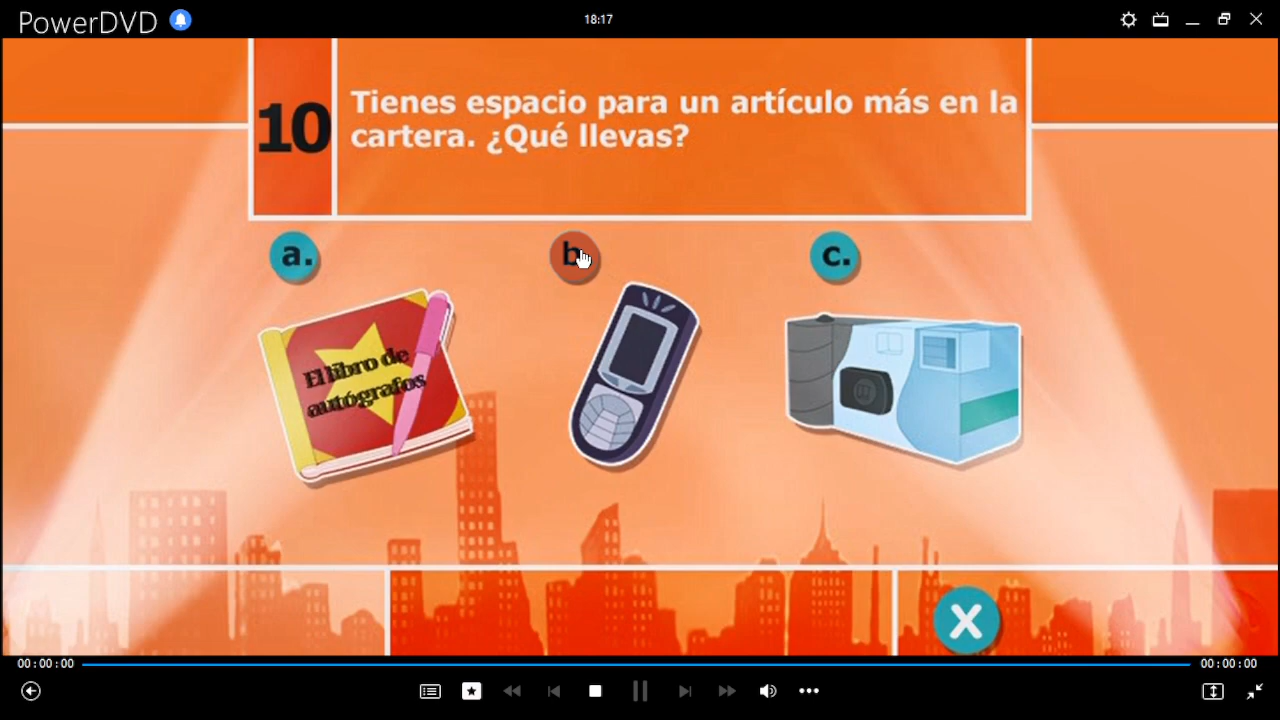 PowerDVD
18:17
10
Tienes espacio para un artículo más en la
cartera. ¿Qué llevas?
a.
b.
c.
El libro de
autógrafos
X
00:00:00
00:00:00